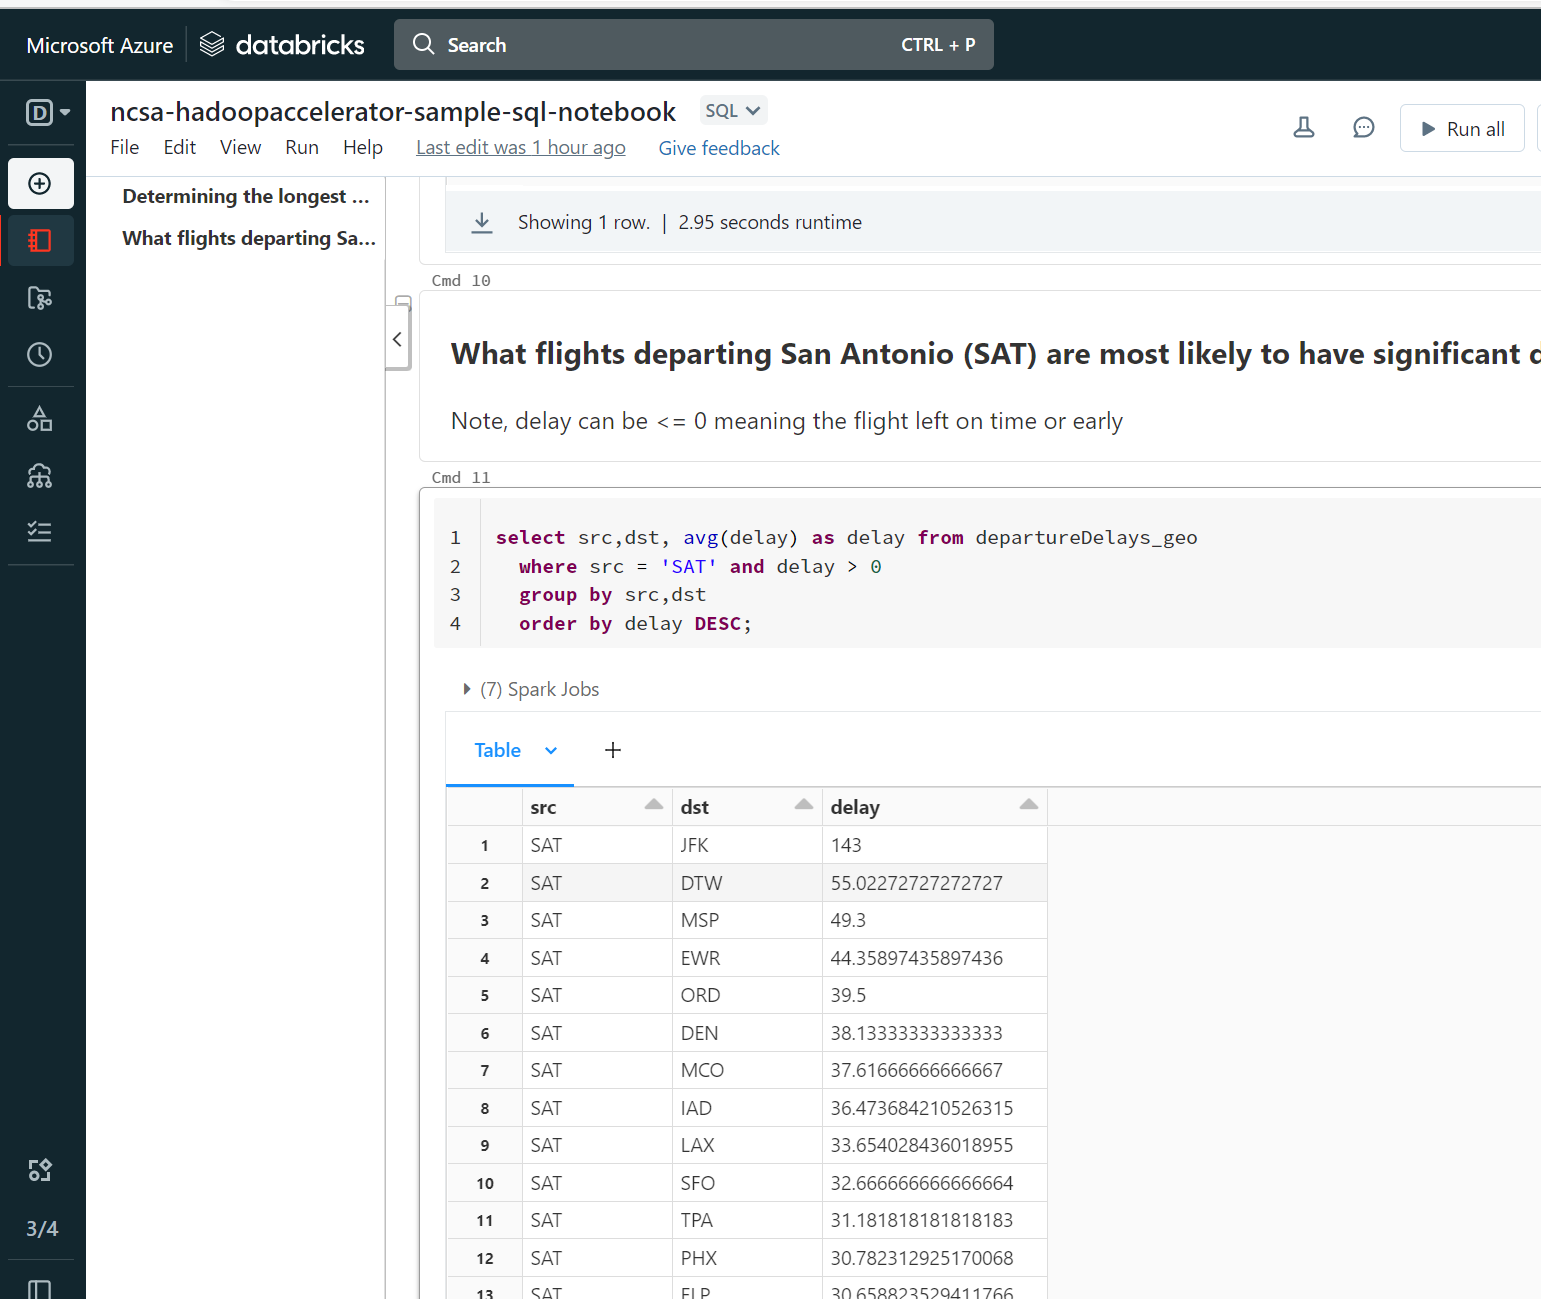 Microsoft Azure
databricks
Search
CTRL + P
D
ncsa-hadoopaccelerator-sample-sql-notebook
SQL
File
Edit
View
Run
Help
Last edit was 1 hour ago
Give feedback
Run all
Determining the longest ...
What flights departing Sa...
Showing 1 row. | 2.95 seconds runtime
Cmd 10
What flights departing San Antonio (SAT) are most likely to have significant
Note, delay can be <= 0 meaning the flight left on time or early
Cmd 11
1 select src,dst, avg(delay) as delay from departureDelays_geo
2 where src = 'SAT' and delay > 0
3 group by src,dst
4 order by delay DESC;
(7) Spark Jobs
Table
+
src dst delay
1 SAT JFK 143
2 SAT DTW 55.02272727272727
3 SAT MSP 49.3
4 SAT EWR 44.35897435897436
5 SAT ORD 39.5
6 SAT DEN 38.13333333333333
7 SAT MCO 37.61666666666667
8 SAT IAD 36.473684210526315
9 SAT LAX 33.654028436018955
10 SAT SFO 32.666666666666664
11 SAT TPA 31.181818181818183
12 SAT PHX 30.782312925170068
13 SAT ELP 30.658823529411766
3/4